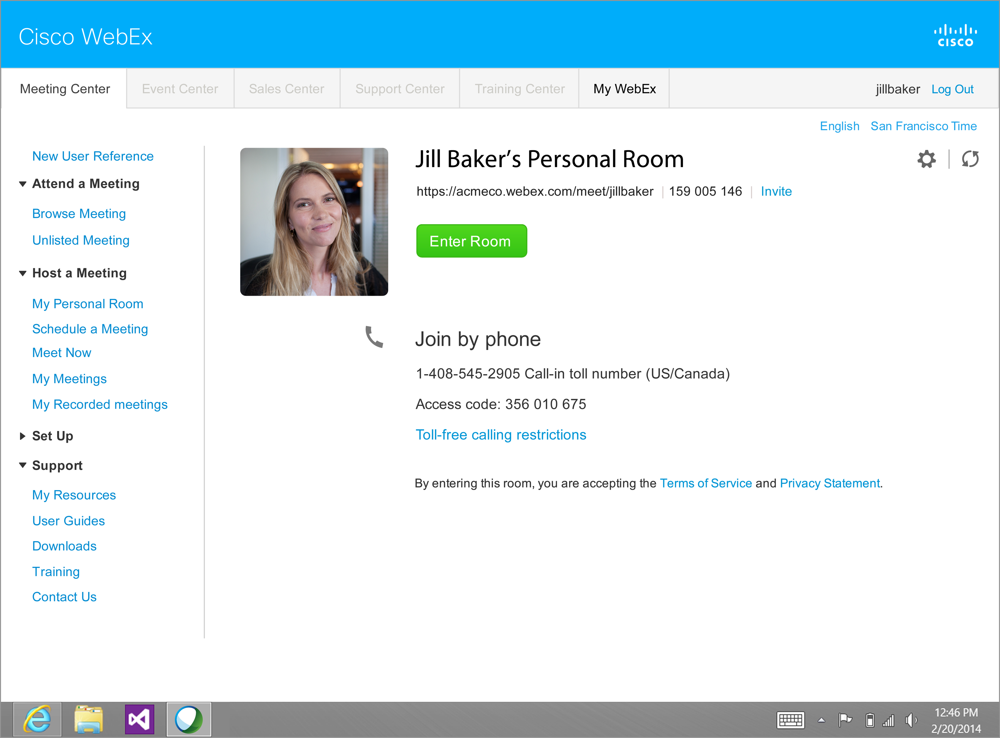 Cisco WebEx
CISCO
Meeting Center
Event Center
Sales Center
Support Center
Training Center
My WebEx
jillbaker Log Out
English San Francisco Time
New User Reference
Attend a Meeting
Browse Meeting
Unlisted Meeting
Host a Meeting
My Personal Room
Schedule a Meeting
Meet Now
My Meetings
My Recorded meetings
Set Up
Support
My Resources
User Guides
Downloads
Training
Contact Us
Jill Baker’s Personal Room
https://acmeco.webex.com/meet/jillbaker | 159 005 146 | Invite
Enter Room
Join by phone
1-408-545-2905 Call-in toll number (US/Canada)
Access code: 356 010 675
Toll-free calling restrictions
By entering this room, you are accepting the Terms of Service and Privacy Statement.
12:46 PM
2/20/2014